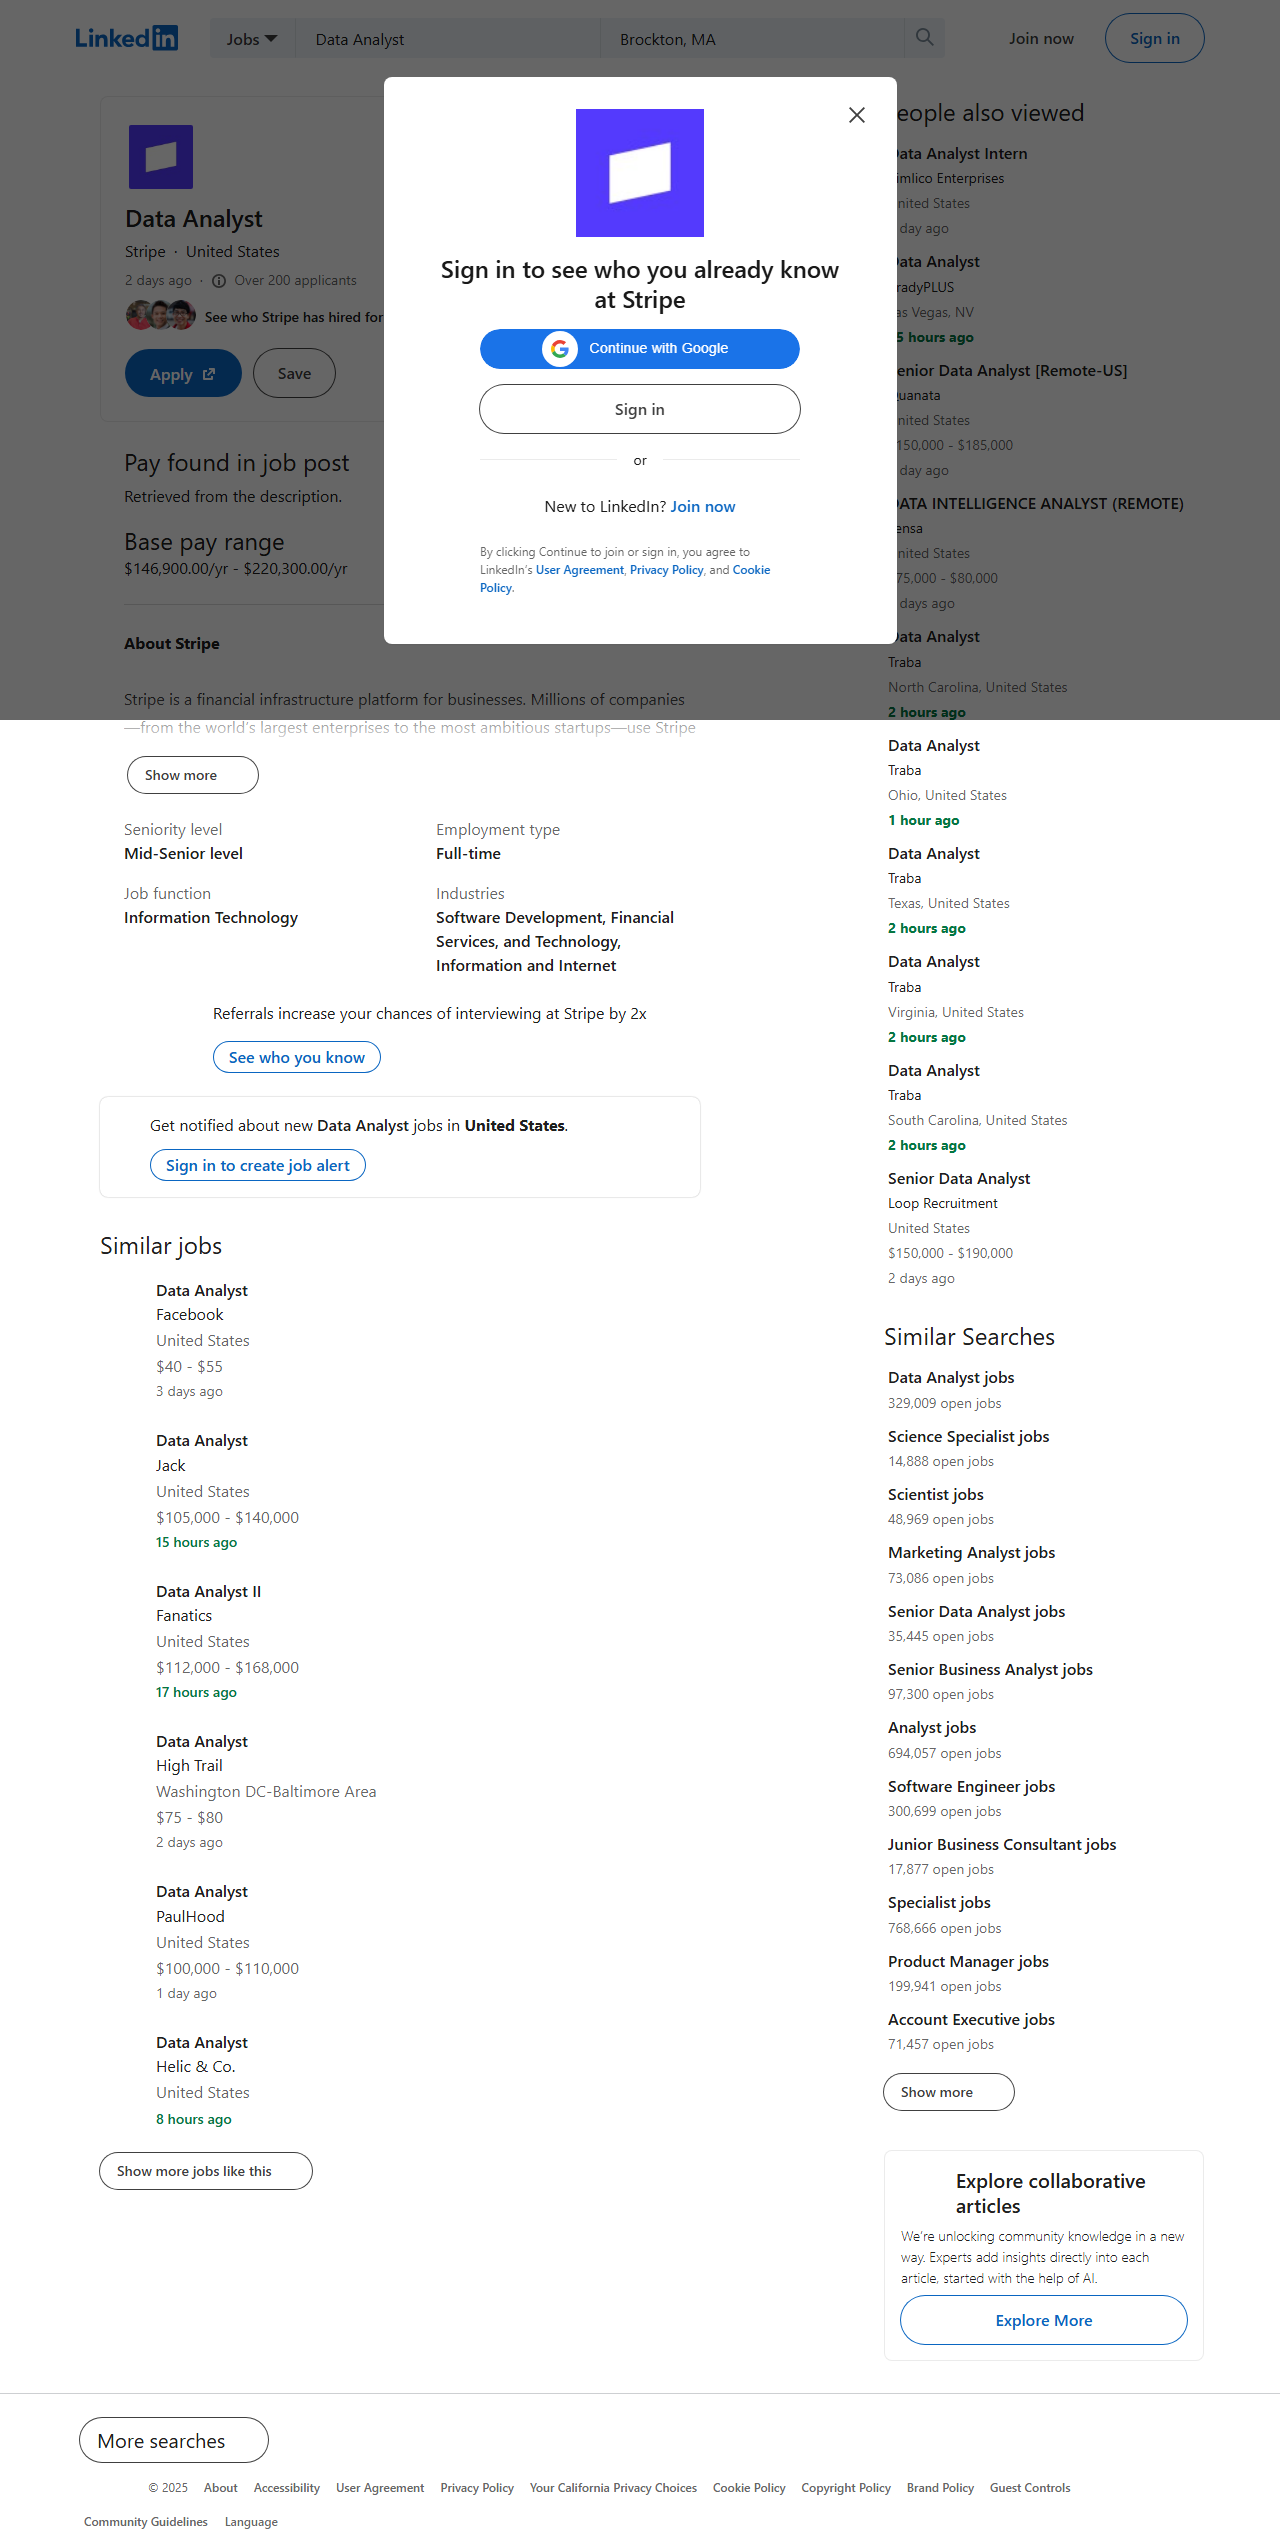 Linkedin
Jobs
Data Analyst
Brockton, MA
Join now
Sign in
Data Analyst
Stripe · United States
2 days ago · Over 200 applicants
See who Stripe has hired for
Apply
Save
Pay found in job post
Retrieved from the description.
Base pay range
$146,900.00/yr - $220,300.00/yr
About Stripe
Stripe is a financial infrastructure platform for businesses. Millions of companies
—from the world's largest enterprises to the most ambitious startups—use Stripe
Show more
Sign in to see who you already know
at Stripe
Continue with Google
Sign in
or
New to LinkedIn? Join now
By clicking Continue to join or sign in, you agree to
LinkedIn's User Agreement, Privacy Policy, and Cookie
Policy.
Seniority level
Mid-Senior level
Employment type
Full-time
Job function
Information Technology
Industries
Software Development, Financial
Services, and Technology,
Information and Internet
Referrals increase your chances of interviewing at Stripe by 2x
See who you know
Get notified about new Data Analyst jobs in United States.
Sign in to create job alert
Similar jobs
Data Analyst
Facebook
United States
$40 - $55
3 days ago
Data Analyst
Jack
United States
$105,000 - $140,000
15 hours ago
Data Analyst II
Fanatics
United States
$112,000 - $168,000
17 hours ago
Data Analyst
High Trail
Washington DC-Baltimore Area
$75 - $80
2 days ago
Data Analyst
PaulHood
United States
$100,000 - $110,000
1 day ago
Data Analyst
Helic & Co.
United States
8 hours ago
Show more jobs like this
eople also viewed
ata Analyst Intern
imlico Enterprises
nited States
day ago
ata Analyst
radyPLUS
as Vegas, NV
5 hours ago
enior Data Analyst [Remote-US]
uanata
nited States
150,000 - $185,000
day ago
ATA INTELLIGENCE ANALYST (REMOTE)
ensa
nited States
75,000 - $80,000
days ago
ata Analyst
Traba
North Carolina, United States
2 hours ago
Data Analyst
Traba
Ohio, United States
1 hour ago
Data Analyst
Traba
Texas, United States
2 hours ago
Data Analyst
Traba
Virginia, United States
2 hours ago
Data Analyst
Traba
South Carolina, United States
2 hours ago
Senior Data Analyst
Loop Recruitment
United States
$150,000 - $190,000
2 days ago
Similar Searches
Data Analyst jobs
329,009 open jobs
Science Specialist jobs
14,888 open jobs
Scientist jobs
48,969 open jobs
Marketing Analyst jobs
73,086 open jobs
Senior Data Analyst jobs
35,445 open jobs
Senior Business Analyst jobs
97,300 open jobs
Analyst jobs
694,057 open jobs
Software Engineer jobs
300,699 open jobs
Junior Business Consultant jobs
17,877 open jobs
Specialist jobs
768,666 open jobs
Product Manager jobs
199,941 open jobs
Account Executive jobs
71,457 open jobs
Show more
Explore collaborative
articles
We're unlocking community knowledge in a new
way. Experts add insights directly into each
article, started with the help of AI.
Explore More
More searches
© 2025 About Accessibility User Agreement Privacy Policy Your California Privacy Choices Cookie Policy Copyright Policy Brand Policy Guest Controls
Community Guidelines Language